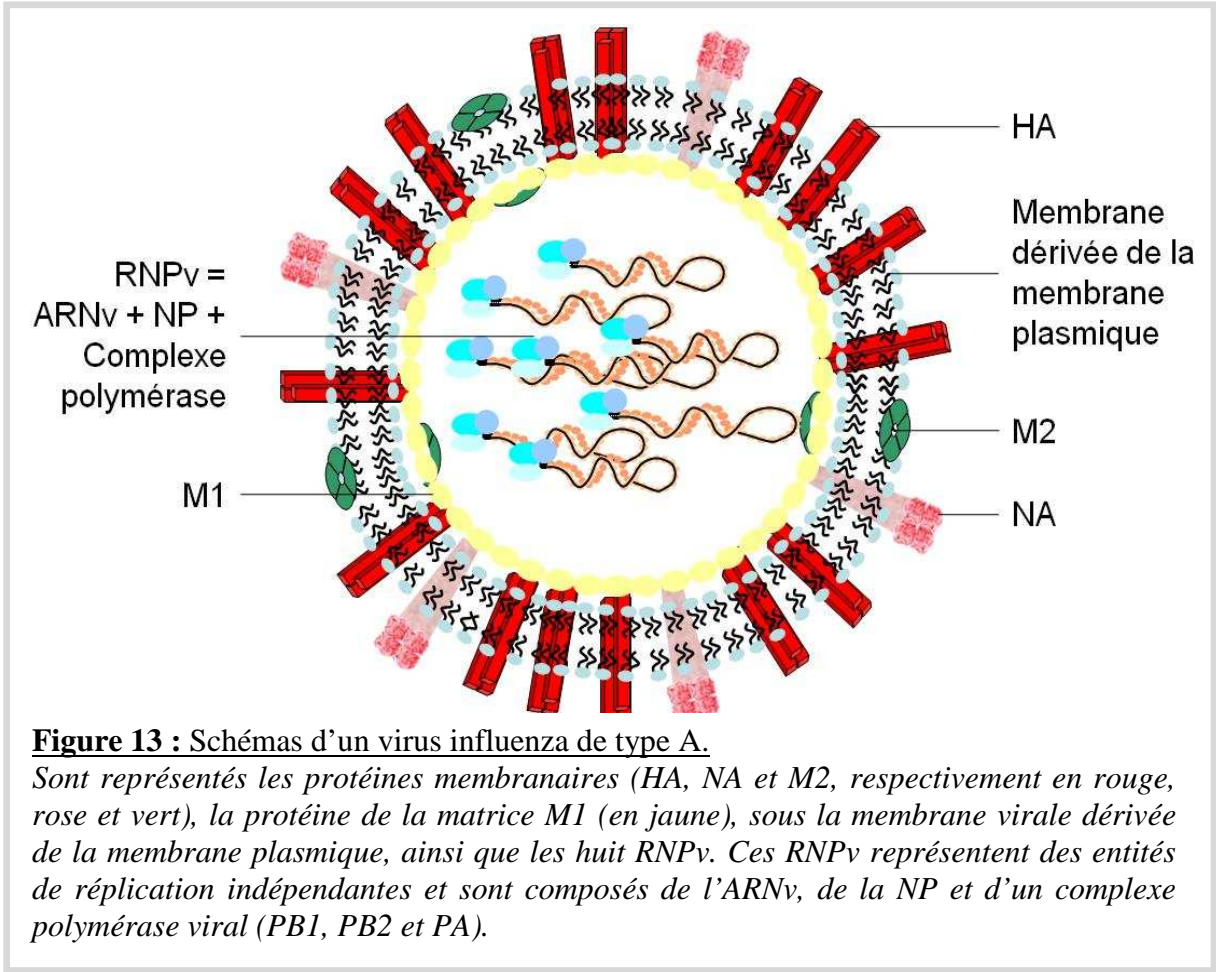 HA
Membrane
dérivée de la
membrane
plasmique
RNPv =
ARNv + NP +
Complexe
polymérase
M2
M1
NA
Figure 13 : Schémas d'un virus influenza de type A.
Sont représentés les protéines membranaires (HA, NA et M2, respectivement en rouge,
rose et vert), la protéine de la matrice M1 (en jaune), sous la membrane virale dérivée
de la membrane plasmique, ainsi que les huit RNPv. Ces RNPv représentent des entités
de réplication indépendantes et sont composés de l'ARNv, de la NP et d'un complexe
polymérase viral (PB1, PB2 et PA).